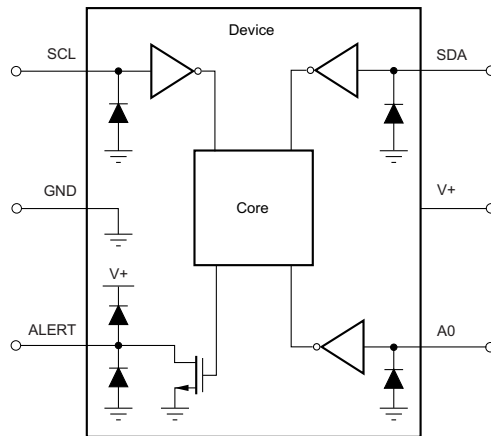 Device
SCL
SDA
GND
Core
V+
V+
ALERT
A0